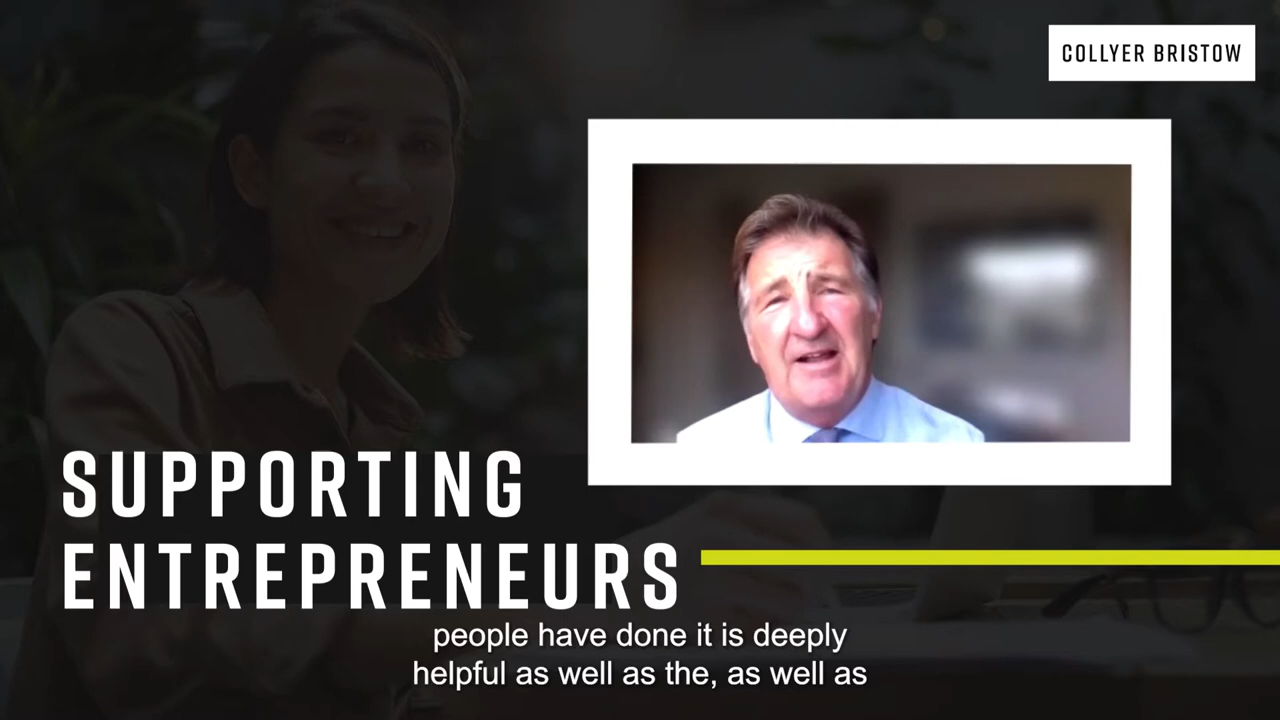 COLLYER BRISTOW
SUPPORTING
ENTREPRENEURS
people have done it is deeply
helpful as well as the, as well as